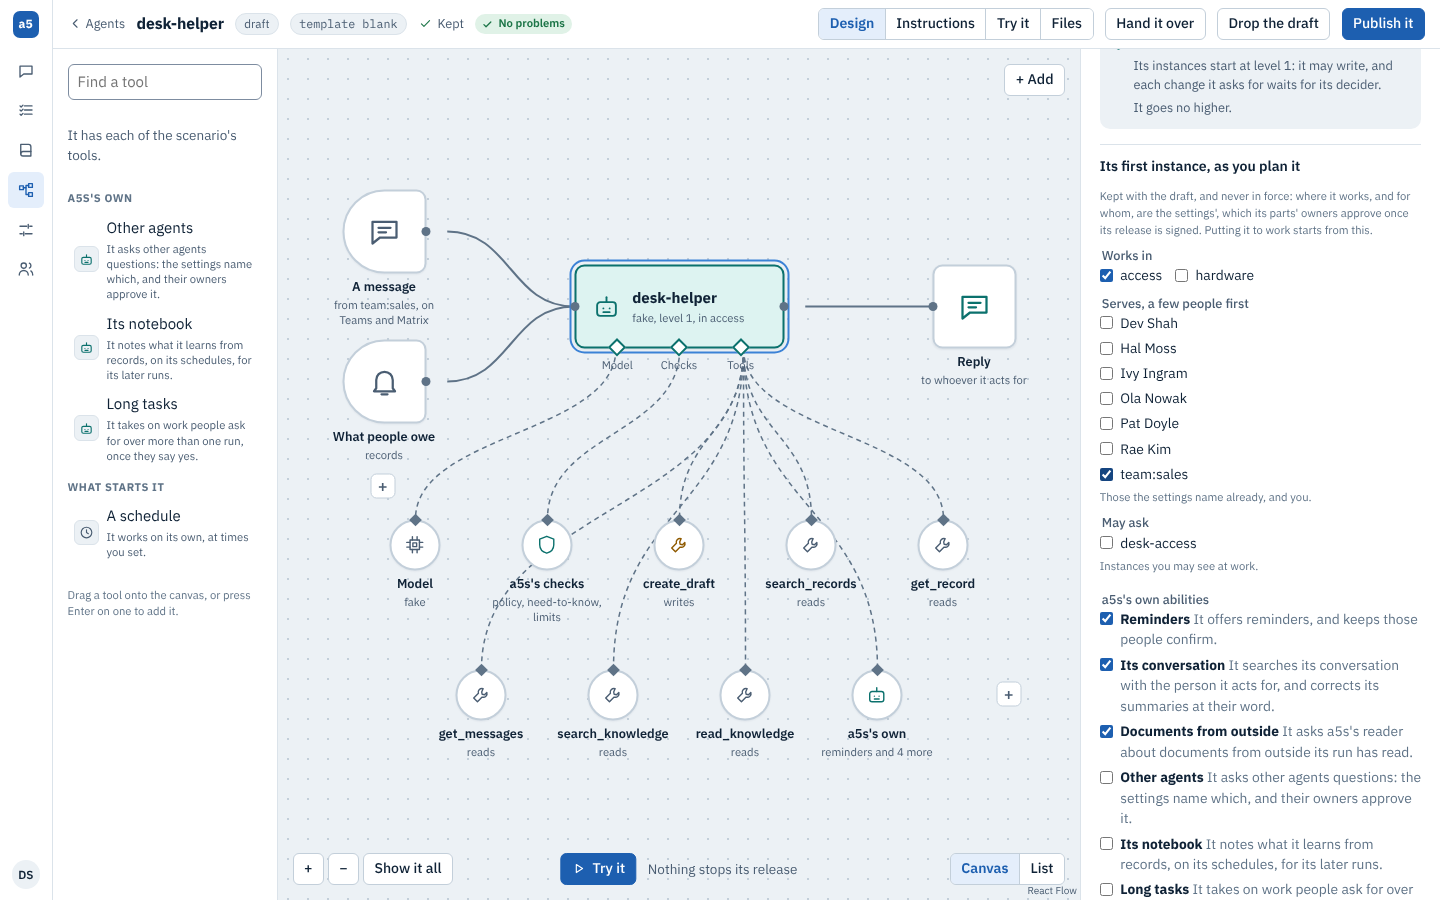 a5
Agents
desk-helper
draft
template blank
Kept
No problems
Design
Instructions
Try it
Files
Hand it over
Drop the draft
Publish it
Find a tool
It has each of the scenario's
tools.
A5S'S OWN
Other agents
It asks other agents
questions: the settings name
which, and their owners
approve it.
Its notebook
It notes what it learns from
records, on its schedules, for
its later runs.
Long tasks
It takes on work people ask
for over more than one run,
once they say yes.
WHAT STARTS IT
A schedule
It works on its own, at times
you set.
Drag a tool onto the canvas, or press
Enter on one to add it.
DS
+ Add
A message
from team:sales, on
Teams and Matrix
What people owe
records
+
desk-helper
fake, level 1, in access
Model
Checks
Tools
Reply
to whoever it acts for
Model
fake
a5s's checks
policy, need-to-know,
limits
create_draft
writes
search_records
reads
get_record
reads
get_messages
reads
search_knowledge
reads
read_knowledge
reads
a5s's own
reminders and 4 more
+
+
−
Show it all
Try it
Nothing stops its release
Canvas
List
React Flow
Its instances start at level 1: it may write, and
each change it asks for waits for its decider.
It goes no higher.
Its first instance, as you plan it
Kept with the draft, and never in force: where it works, and for
whom, are the settings', which its parts' owners approve once
its release is signed. Putting it to work starts from this.
Works in
access
hardware
Serves, a few people first
Dev Shah
Hal Moss
Ivy Ingram
Ola Nowak
Pat Doyle
Rae Kim
team:sales
Those the settings name already, and you.
May ask
desk-access
Instances you may see at work.
a5s's own abilities
Reminders It offers reminders, and keeps those
people confirm.
Its conversation It searches its conversation
with the person it acts for, and corrects its
summaries at their word.
Documents from outside It asks a5s's reader
about documents from outside its run has read.
Other agents It asks other agents questions: the
settings name which, and their owners approve
it.
Its notebook It notes what it learns from
records, on its schedules, for its later runs.
Long tasks It takes on work people ask for over